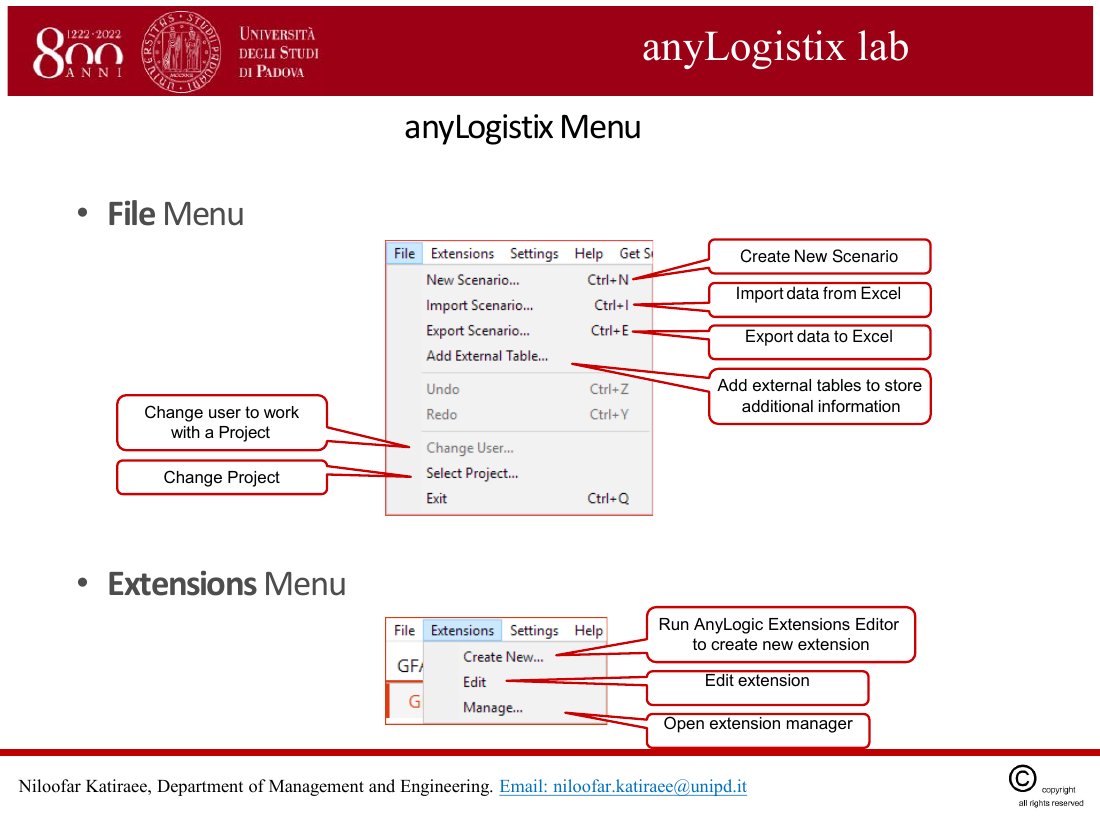 1222·2022
800
ANNI
UNIVERSITÀ
DEGLI STUDI
DI PADOVA
anyLogistix lab
anyLogistix Menu
• File Menu
File Extensions Settings Help Get S
New Scenario... Ctrl+N
Import Scenario... Ctrl+I
Export Scenario... Ctrl+E
Add External Table...
Undo Ctrl+Z
Redo Ctrl+Y
Change User...
Select Project...
Exit Ctrl+Q
Create New Scenario
Import data from Excel
Export data to Excel
Add external tables to store
additional information
Change user to work
with a Project
Change Project
• Extensions Menu
File Extensions Settings Help
GFA
G
Create New...
Edit
Manage...
Run AnyLogic Extensions Editor
to create new extension
Edit extension
Open extension manager
Niloofar Katiraee, Department of Management and Engineering. Email: niloofar.katiraee@unipd.it
©
copyright
all rights reserved